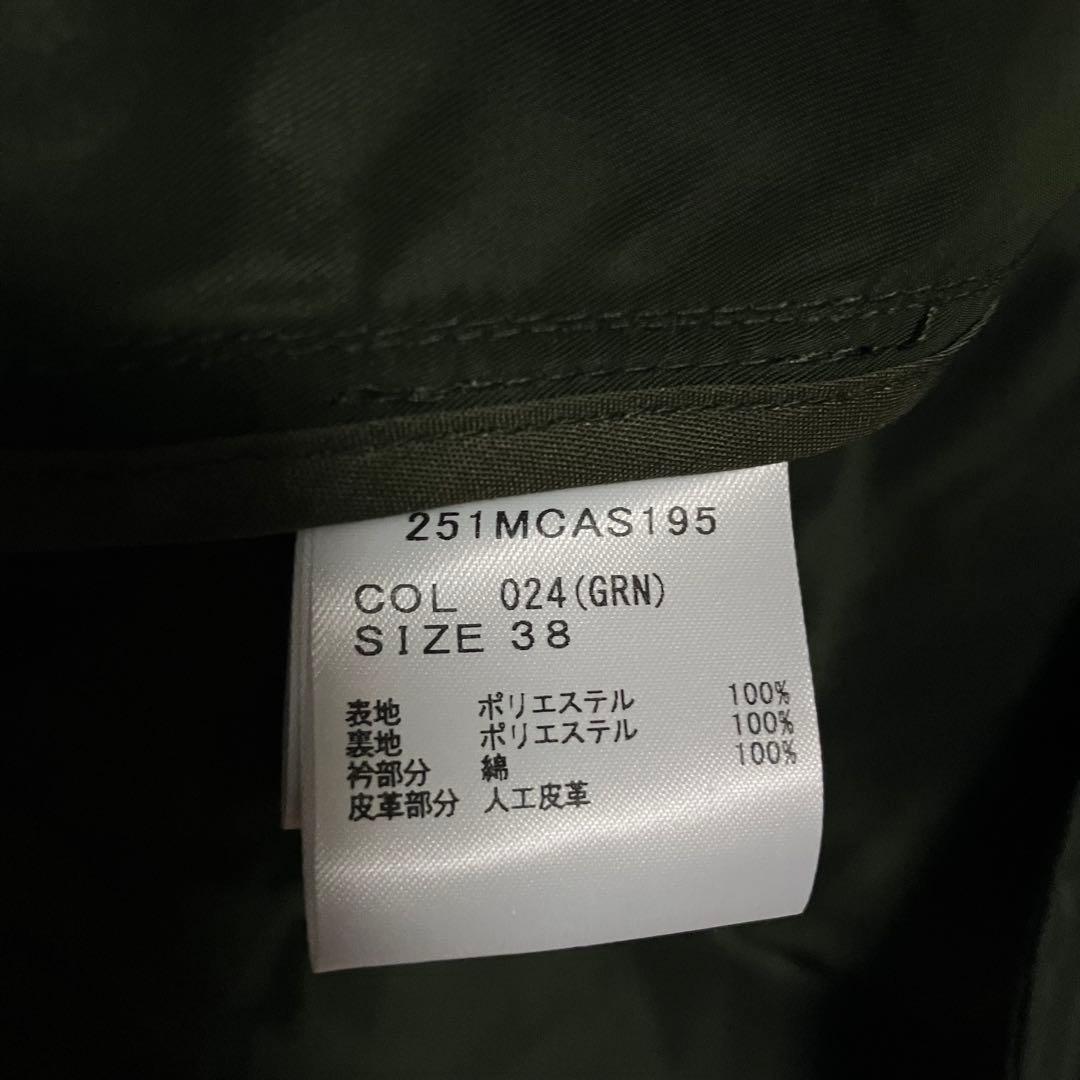 251MCAS195
COL 024(GRN)
SIZE 38
表地 ポリエステル 100%
裏地 ポリエステル 100%
衿部分 綿 100%
皮革部分 人工皮革